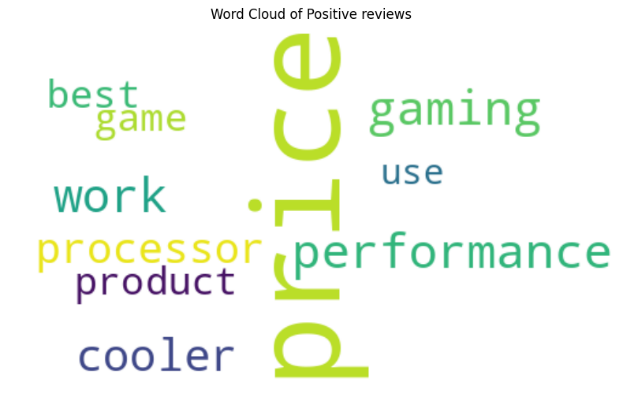 Word Cloud of Positive reviews
best
game
gaming
use
work
price
processor
performance
product
cooler